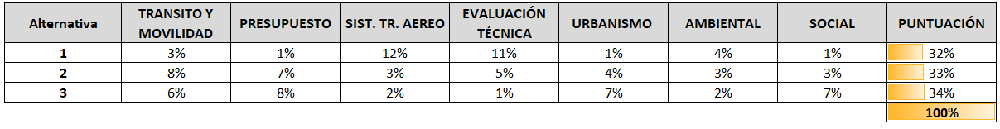 Alternativa TRANSITO Y MOVILIDAD PRESUPUESTO SIST. TR. AEREO EVALUACIÓN TÉCNICA URBANISMO AMBIENTAL SOCIAL PUNTUACIÓN
1 3% 1% 12% 11% 1% 4% 1% 32%
2 8% 7% 3% 5% 4% 3% 3% 33%
3 6% 8% 2% 1% 7% 2% 7% 34%
100%